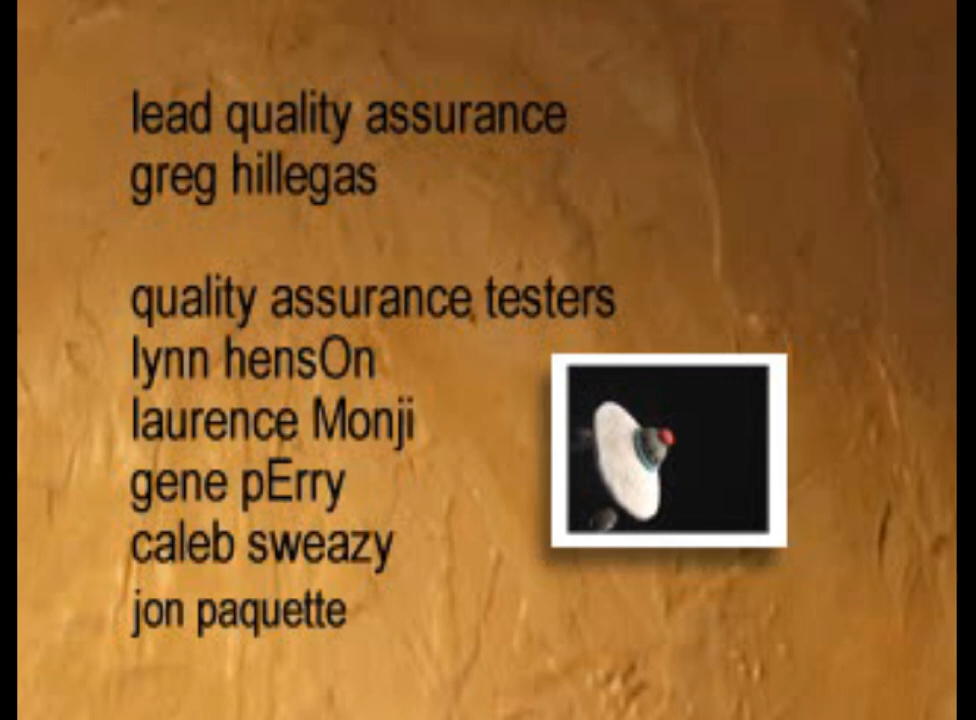 lead quality assurance
greg hillegas
quality assurance testers
lynn hensOn
laurence Monji
gene pErry
caleb sweazy
jon paquette